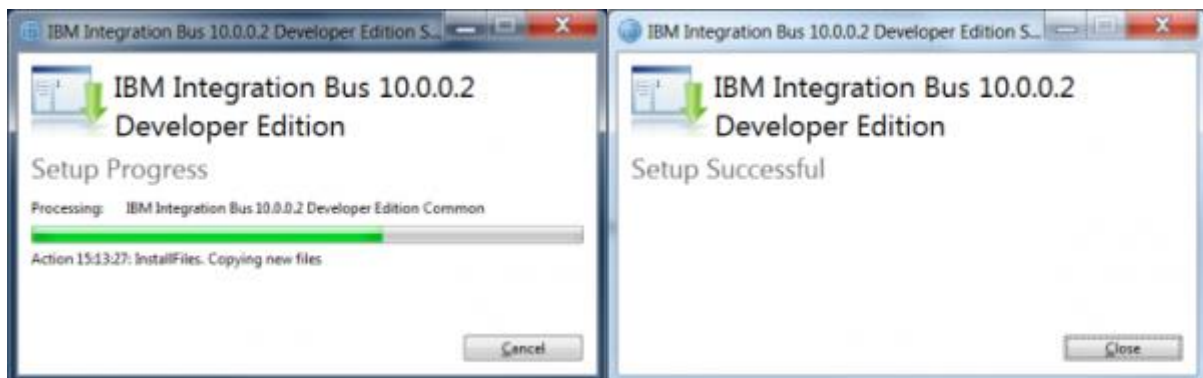 IBM Integration Bus 10.0.0.2 Developer Edition S...
IBM Integration Bus 10.0.0.2
Developer Edition
Setup Progress
Processing: IBM Integration Bus 10.0.0.2 Developer Edition Common
Action 15:13:27: InstallFiles. Copying new files
Cancel
IBM Integration Bus 10.0.0.2 Developer Edition S...
IBM Integration Bus 10.0.0.2
Developer Edition
Setup Successful
Close